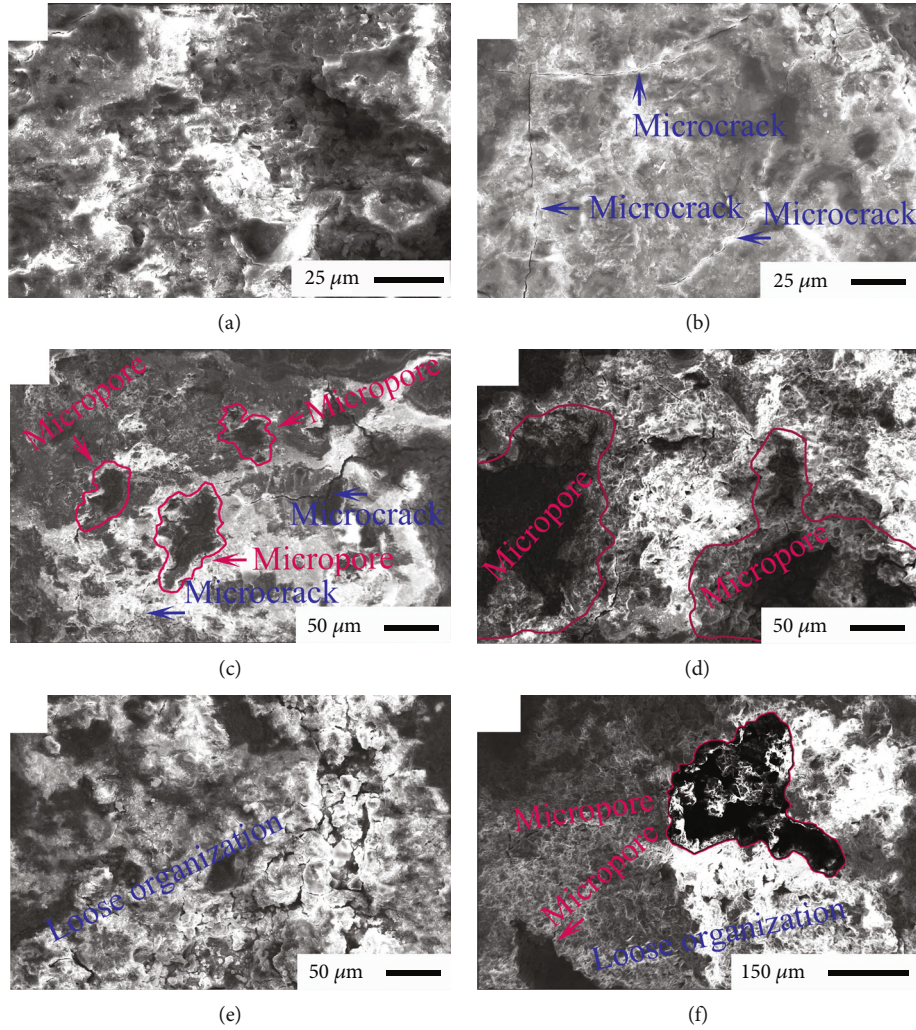 25 μm
25 μm
(a)
(b)
Microcrack
Microcrack
Microcrack
Micropore
Micropore
Microcrack
Micropore
Microcrack
50 μm
(c)
Micropore
Micropore
50 μm
(d)
Loose organization
50 μm
(e)
Micropore
Micropore
Loose organization
150 μm
(f)